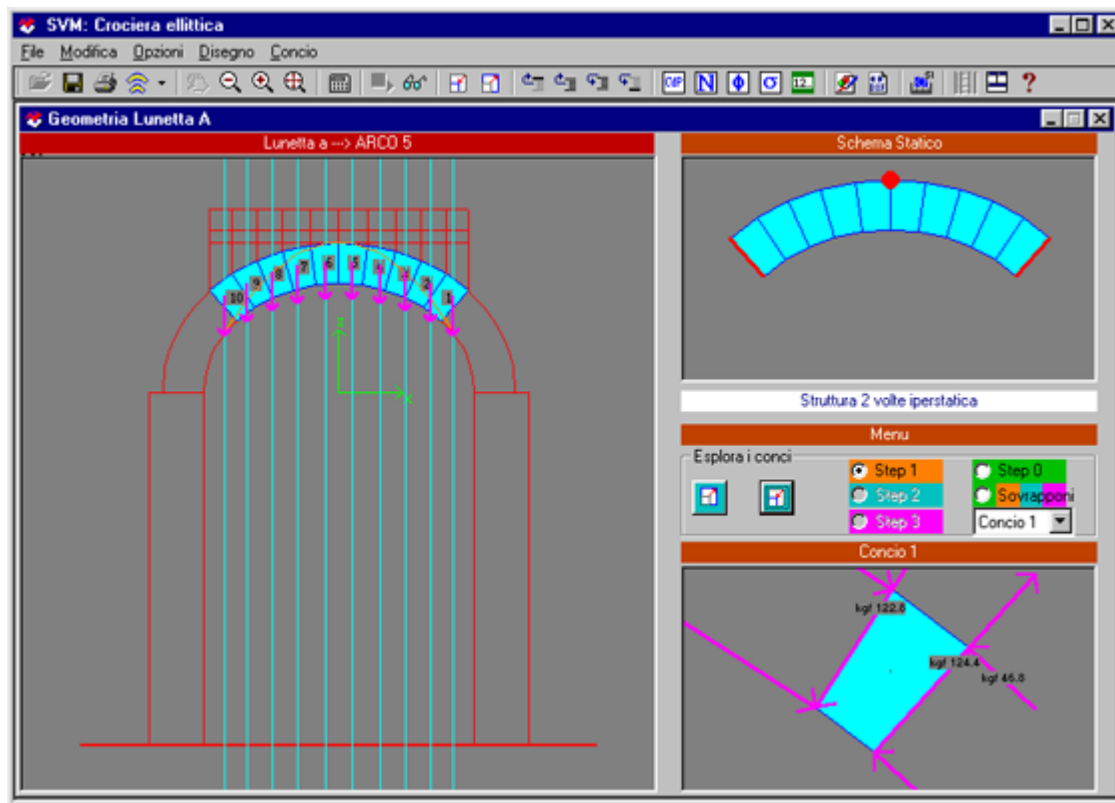 SVM: Crociera ellittica
File Modifica Opzioni Disegno Concio
CdP N ϕ σ 12..
Geometria Lunetta A
Lunetta a ---> ARCO 5
Schema Statico
10 9 8 7 6 5 2 1
x
Struttura 2 volte iperstatica
Menu
Esplora i conci
Step 1
Step 0
Step 2
Sovrapponi
Step 3
Concio 1
Concio 1
kgf 122.8
kgf 124.4
kgf 46.8